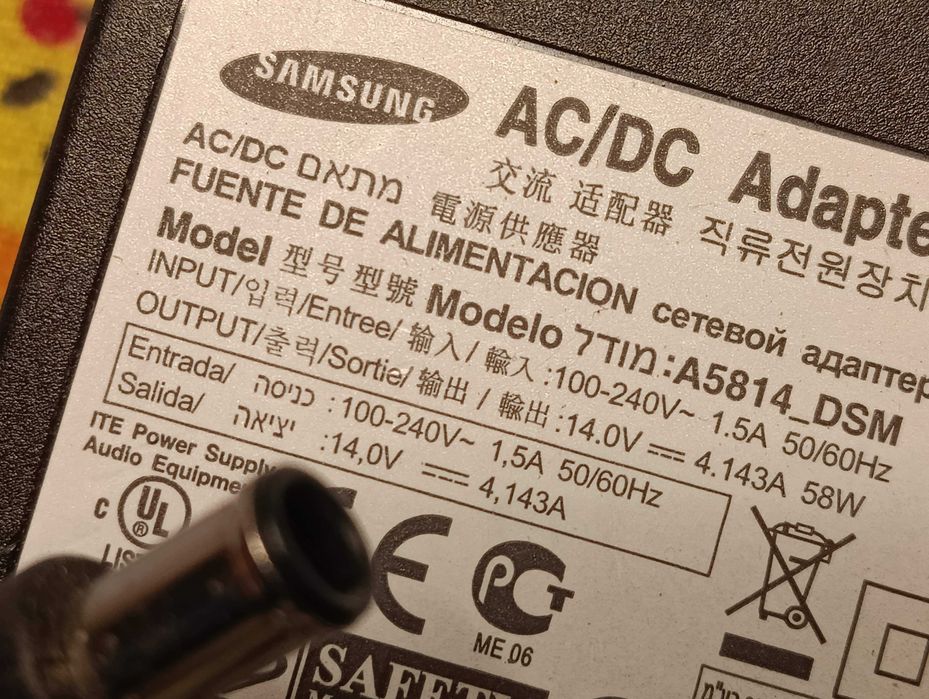 SAMSUNG
AC/DC
AC/DC מתאם 交流 适配器 직류전원장치
FUENTE DE 電源供應器
ALIMENTACION сетевой адаптер
Model 型号 型號 Modelo מודל :A5814_DSM
INPUT/입력/Entree/ 输入/ 輸入 :100-240V~ 1.5A 50/60Hz
OUTPUT/출력/Sortie/ 输出 / 輸出 :14.0V ⎓ 4.143A 58W
Entrada/ כניסה :100-240V~ 1,5A 50/60Hz
Salida/ יציאה :14,0V ⎓ 4,143A
ITE Power Supply
Audio
C UL ® CE PCT
ME 06